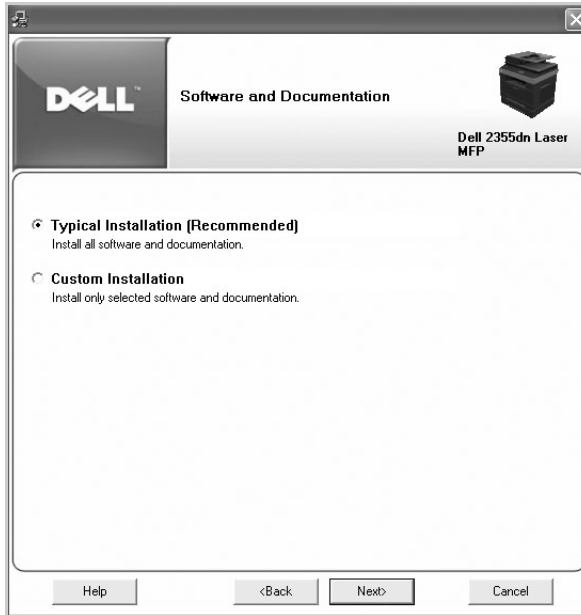 DELL™
Software and Documentation
Dell 2355dn Laser
MFP
Typical Installation (Recommended)
Install all software and documentation.
Custom Installation
Install only selected software and documentation.
Help
<Back
Next>
Cancel